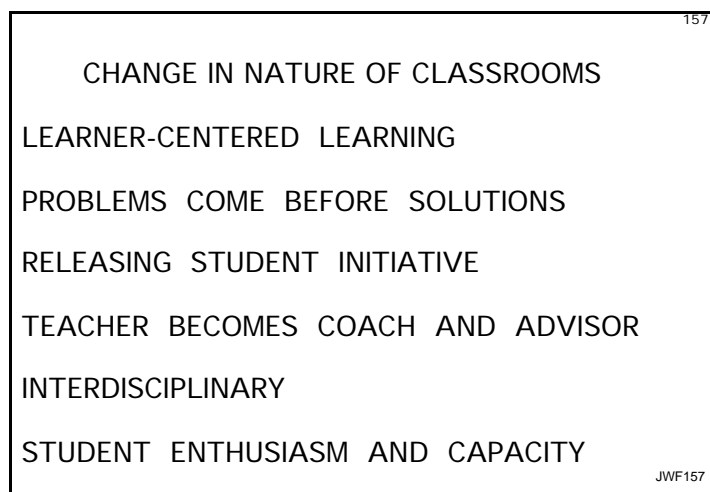 157
CHANGE IN NATURE OF CLASSROOMS
LEARNER-CENTERED LEARNING
PROBLEMS COME BEFORE SOLUTIONS
RELEASING STUDENT INITIATIVE
TEACHER BECOMES COACH AND ADVISOR
INTERDISCIPLINARY
STUDENT ENTHUSIASM AND CAPACITY
JWF157